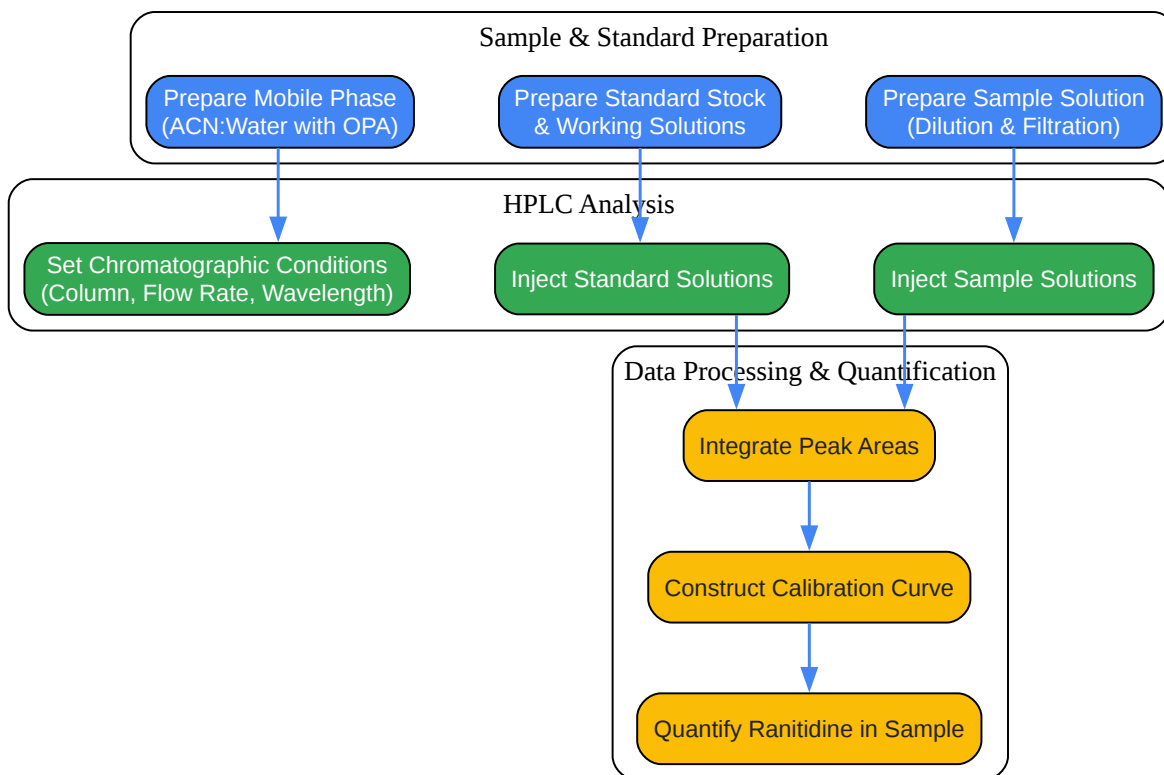 Sample & Standard Preparation
Prepare Mobile Phase
(ACN:Water with OPA)
Prepare Standard Stock
& Working Solutions
Prepare Sample Solution
(Dilution & Filtration)
HPLC Analysis
Set Chromatographic Conditions
(Column, Flow Rate, Wavelength)
Inject Standard Solutions
Inject Sample Solutions
Data Processing & Quantification
Integrate Peak Areas
Construct Calibration Curve
Quantify Ranitidine in Sample